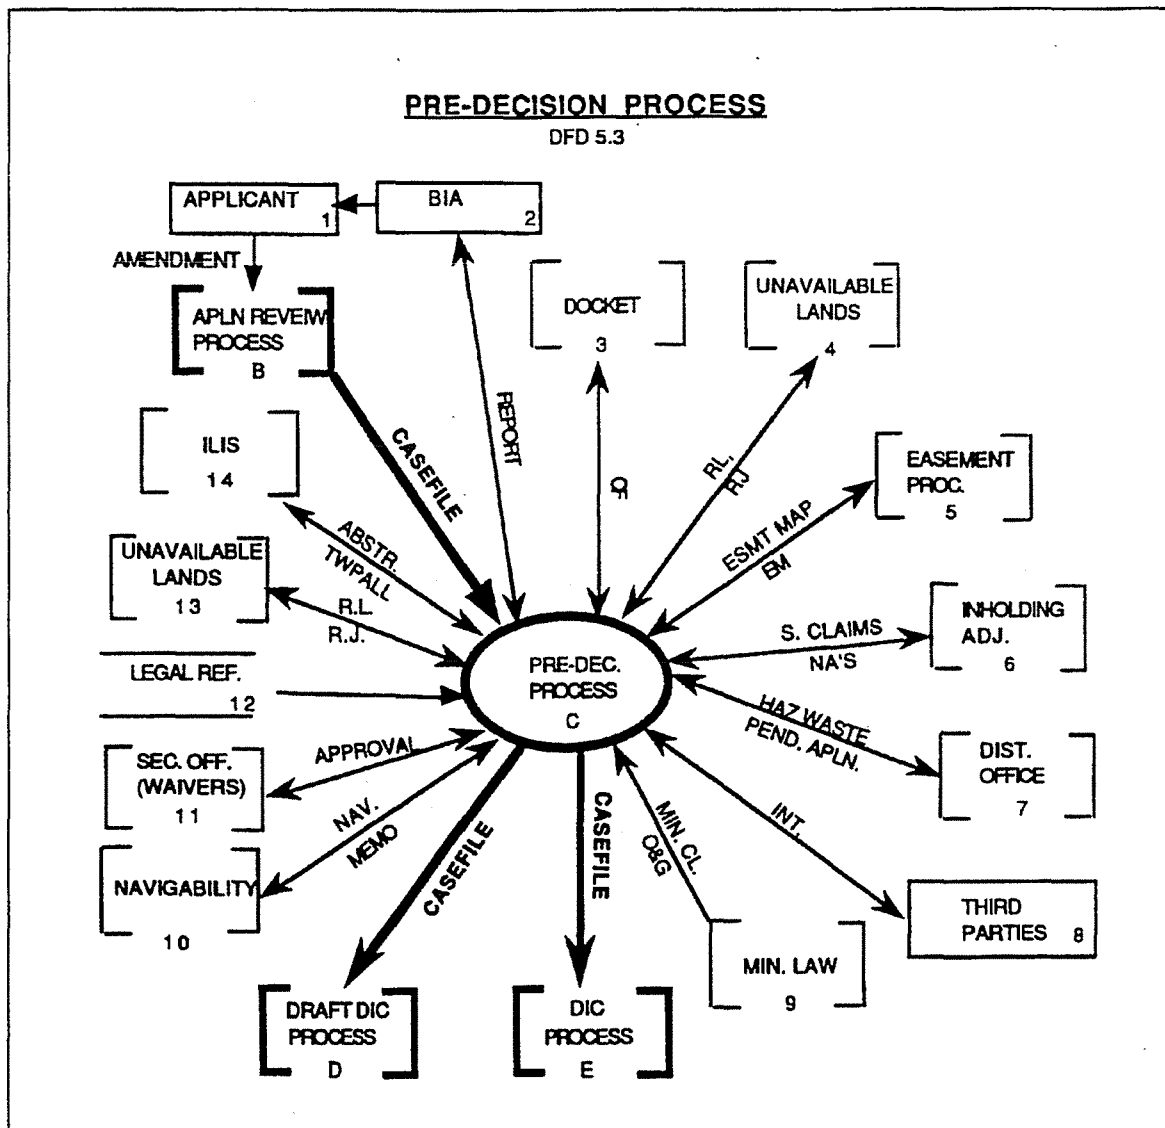 PRE-DECISION PROCESS
DFD 5.3
APPLICANT
1
BIA
2
AMENDMENT
APLN REVEIW
PROCESS
B
DOCKET
3
UNAVAILABLE
LANDS
4
REPORT
CF
RL,
RJ
CASEFILE
ILIS
14
EASEMENT
PROC.
5
ESMT MAP
EM
ABSTR.
TWPALL
UNAVAILABLE
LANDS
13
R.L.
R.J.
S. CLAIMS
NA'S
INHOLDING
ADJ.
6
LEGAL REF.
12
PRE-DEC.
PROCESS
C
HAZ WASTE
PEND. APLN.
DIST.
OFFICE
7
SEC. OFF.
(WAIVERS)
11
APPROVAL
NAV.
MEMO
NAVIGABILITY
10
CASEFILE
CASEFILE
MIN. CL.
O&G
INT.
THIRD
PARTIES
8
MIN. LAW
9
DRAFT DIC
PROCESS
D
DIC
PROCESS
E